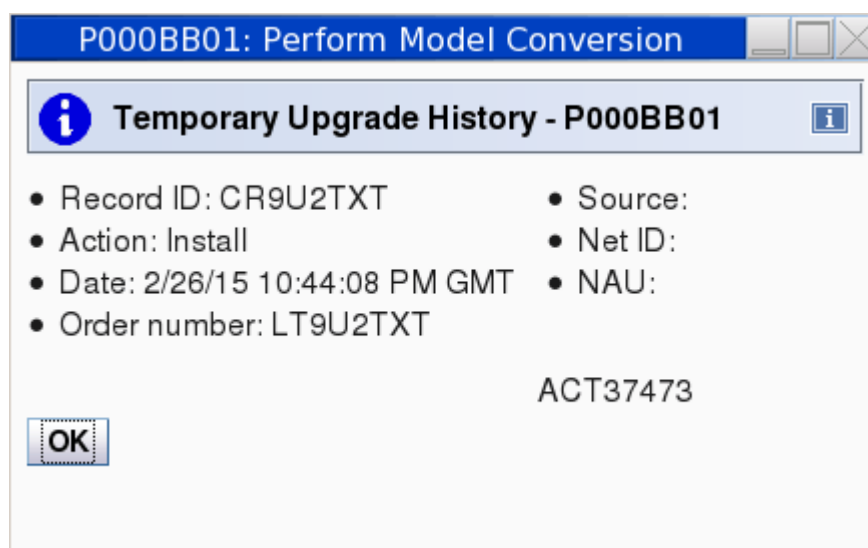 P000BB01: Perform Model Conversion
Temporary Upgrade History - P000BB01
• Record ID: CR9U2TXT
• Action: Install
• Date: 2/26/15 10:44:08 PM GMT
• Order number: LT9U2TXT
• Source:
• Net ID:
• NAU:
ACT37473
OK